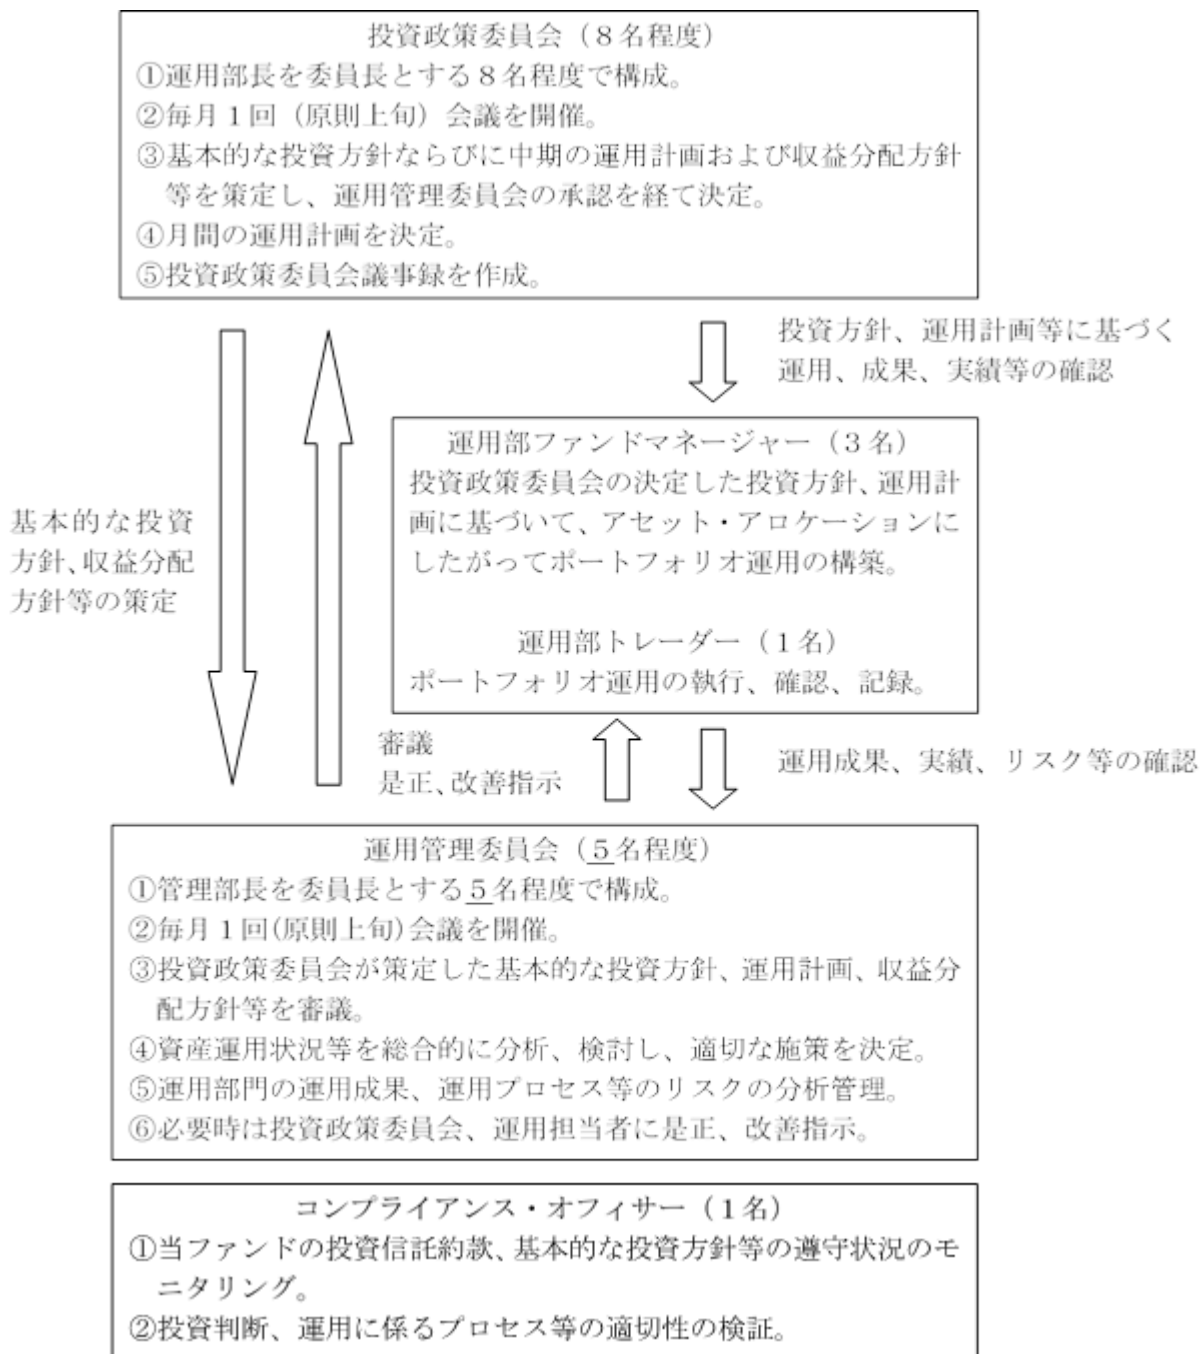 投資政策委員会（８名程度）
①運用部長を委員長とする８名程度で構成。
②毎月１回（原則上旬）会議を開催。
③基本的な投資方針ならびに中期の運用計画および収益分配方針
等を策定し、運用管理委員会の承認を経て決定。
④月間の運用計画を決定。
⑤投資政策委員会議事録を作成。
投資方針、運用計画等に基づく
運用、成果、実績等の確認
運用部ファンドマネージャー（３名）
投資政策委員会の決定した投資方針、運用計
画に基づいて、アセット・アロケーションに
したがってポートフォリオ運用の構築。
運用部トレーダー（１名）
ポートフォリオ運用の執行、確認、記録。
基本的な投資
方針、収益分配
方針等の策定
審議
是正、改善指示
運用成果、実績、リスク等の確認
運用管理委員会（５名程度）
①管理部長を委員長とする５名程度で構成。
②毎月１回(原則上旬)会議を開催。
③投資政策委員会が策定した基本的な投資方針、運用計画、収益分
配方針等を審議。
④資産運用状況等を総合的に分析、検討し、適切な施策を決定。
⑤運用部門の運用成果、運用プロセス等のリスクの分析管理。
⑥必要時は投資政策委員会、運用担当者に是正、改善指示。
コンプライアンス・オフィサー（１名）
①当ファンドの投資信託約款、基本的な投資方針等の遵守状況のモ
ニタリング。
②投資判断、運用に係るプロセス等の適切性の検証。